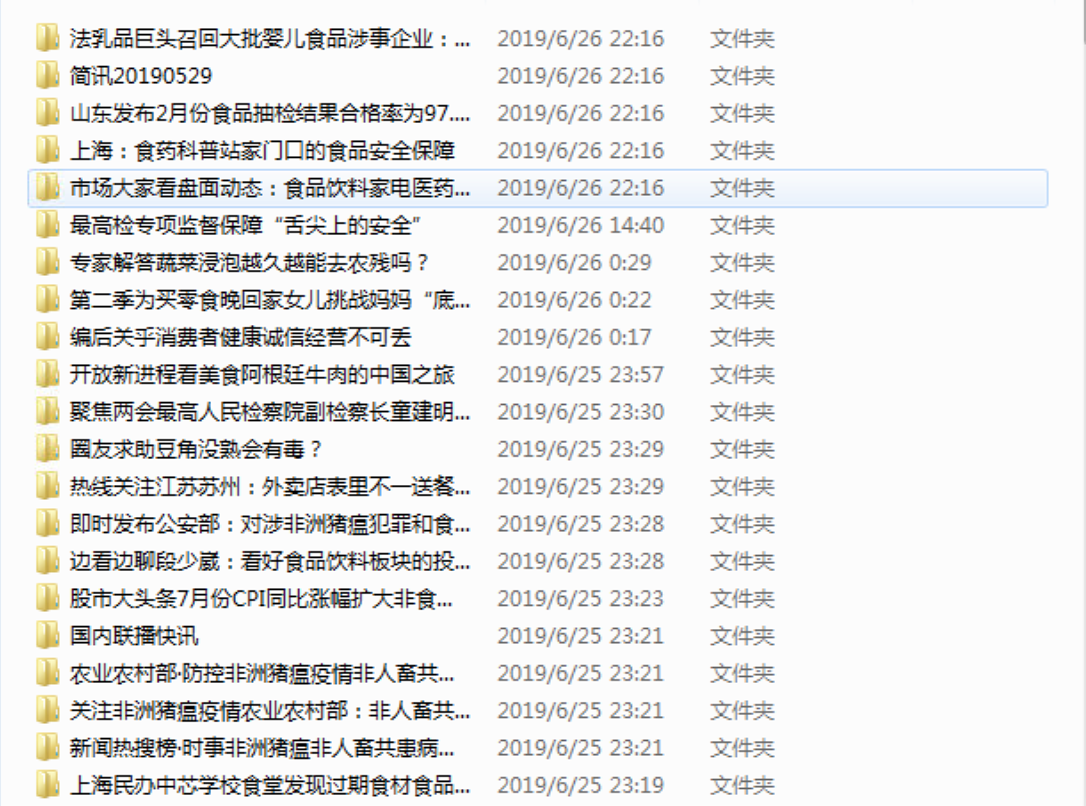 法乳品巨头召回大批婴儿食品涉事企业：... 2019/6/26 22:16 文件夹
简讯20190529 2019/6/26 22:16 文件夹
山东发布2月份食品抽检结果合格率为97.... 2019/6/26 22:16 文件夹
上海：食药科普站家门口的食品安全保障 2019/6/26 22:16 文件夹
市场大家看盘面动态：食品饮料家电医药... 2019/6/26 22:16 文件夹
最高检专项监督保障“舌尖上的安全” 2019/6/26 14:40 文件夹
专家解答蔬菜浸泡越久越能去农残吗？ 2019/6/26 0:29 文件夹
第二季为买零食晚回家女儿挑战妈妈“底... 2019/6/26 0:22 文件夹
编后关乎消费者健康诚信经营不可丢 2019/6/26 0:17 文件夹
开放新进程看美食阿根廷牛肉的中国之旅 2019/6/25 23:57 文件夹
聚焦两会最高人民检察院副检察长童建明... 2019/6/25 23:30 文件夹
圈友求助豆角没熟会有毒？ 2019/6/25 23:29 文件夹
热线关注江苏苏州：外卖店表里不一送餐... 2019/6/25 23:29 文件夹
即时发布公安部：对涉非洲猪瘟犯罪和食... 2019/6/25 23:28 文件夹
边看边聊段少崴：看好食品饮料板块的投... 2019/6/25 23:28 文件夹
股市大头条7月份CPI同比涨幅扩大非食... 2019/6/25 23:23 文件夹
国内联播快讯 2019/6/25 23:21 文件夹
农业农村部·防控非洲猪瘟疫情非人畜共... 2019/6/25 23:21 文件夹
关注非洲猪瘟疫情农业农村部：非人畜共... 2019/6/25 23:21 文件夹
新闻热搜榜·时事非洲猪瘟非人畜共患病... 2019/6/25 23:21 文件夹
上海民办中芯学校食堂发现过期食材食品... 2019/6/25 23:19 文件夹